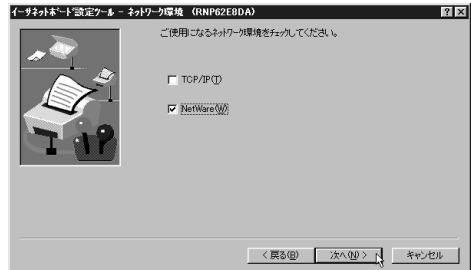 イーサネットボード設定ツール － ネットワーク環境 (RNP62E8DA)
ご使用になるネットワーク環境をチェックしてください。
TCP/IP(T)
NetWare(W)
< 戻る(B)
次へ(N) >
キャンセル